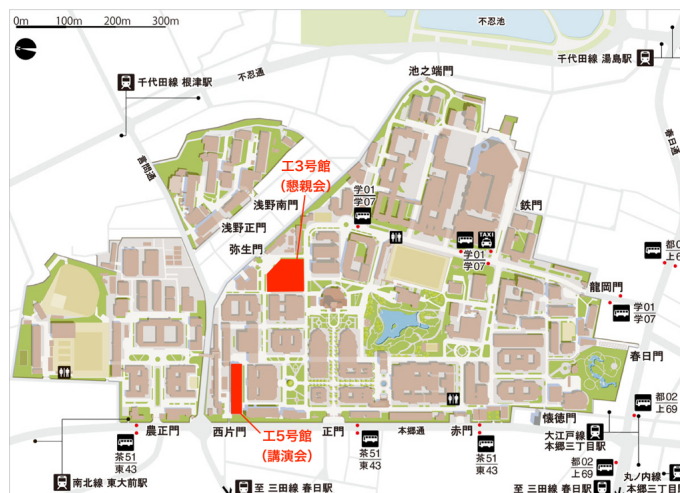 0m 100m 200m 300m
不忍池
千代田線 湯島駅
池之端門
不忍通
千代田線 根津駅
春日通
言問通
工3号館
(懇親会)
学01
学07
浅野南門
浅野正門
弥生門
鉄門
TAXI
学01
学07
都02
上69
龍岡門
学01
学07
春日門
都02
上69
懐徳門
大江戸線
本郷三丁目駅
農正門
西片門
工5号館
(講演会)
正門
本郷通
赤門
茶51
東43
茶51
東43
茶51
東43
都02
上69
丸ノ内線
本郷三丁目駅
南北線 東大前駅
至 三田線 春日駅
至 三田線 春日駅